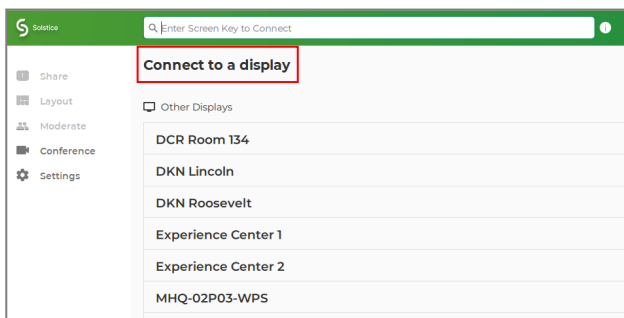 Solstice
Enter Screen Key to Connect
Connect to a display
Share
Layout
Moderate
Conference
Settings
Other Displays
DCR Room 134
DKN Lincoln
DKN Roosevelt
Experience Center 1
Experience Center 2
MHQ-02P03-WPS